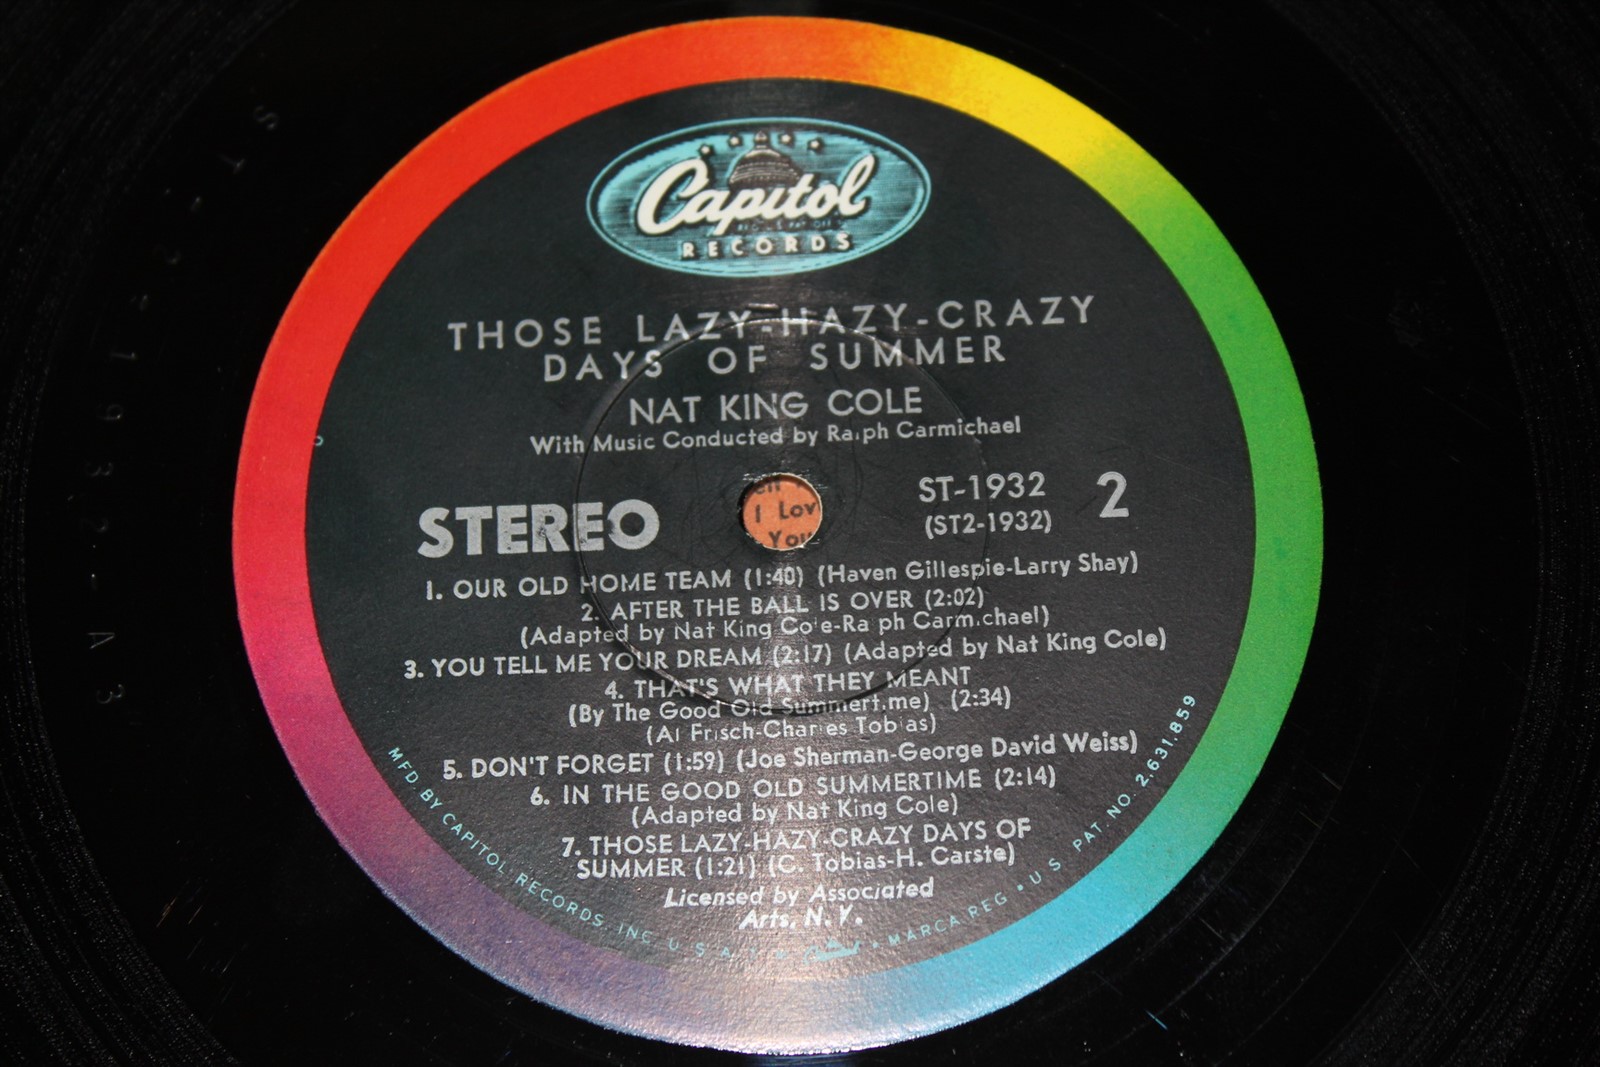 Capitol
RECORDS
THOSE LAZY-HAZY-CRAZY
DAYS OF SUMMER
NAT KING COLE
With Music Conducted by Ralph Carmichael
STEREO
ST-1932
(ST2-1932)
2
I Lov
You
1. OUR OLD HOME TEAM (1:40) (Haven Gillespie-Larry Shay)
2. AFTER THE BALL IS OVER (2:02)
(Adapted by Nat King Cole-Ralph Carmichael)
3. YOU TELL ME YOUR DREAM (2:17) (Adapted by Nat King Cole)
4. THAT'S WHAT THEY MEANT
(By The Good Old Summertime) (2:34)
(Al Frisch-Charles Tobias)
5. DON'T FORGET (1:59) (Joe Sherman-George David Weiss)
6. IN THE GOOD OLD SUMMERTIME (2:14)
(Adapted by Nat King Cole)
7. THOSE LAZY-HAZY-CRAZY DAYS OF
SUMMER (1:21) (C. Tobias-H. Carste)
Licensed by Associated
Arts, N. Y.
MFD. BY CAPITOL RECORDS, INC. U.S.A. • MARCA REG • U.S. PAT. NO. 2,631,859